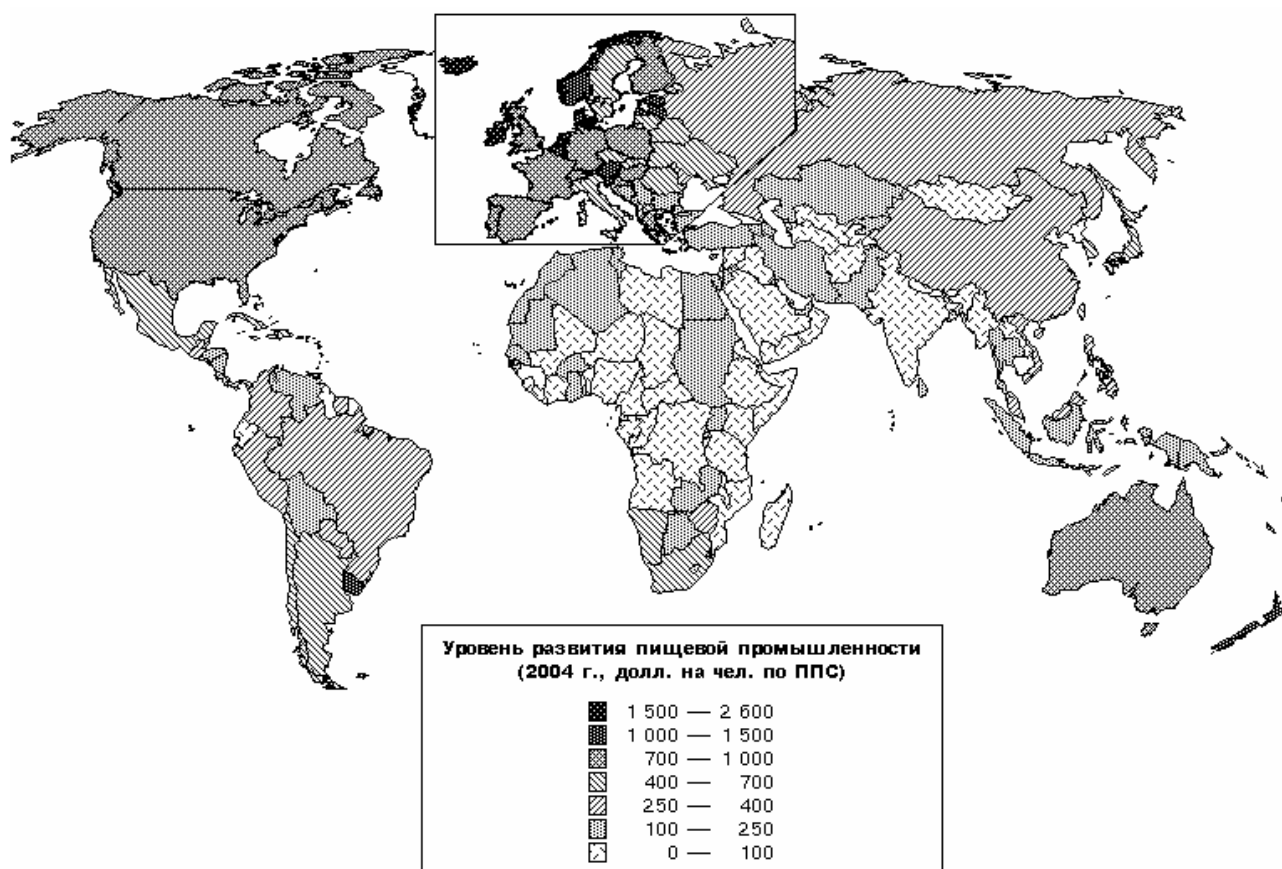 Уровень развития пищевой промышленности
(2004 г., долл. на чел. по ППС)
1 500 — 2 600
1 000 — 1 500
700 — 1 000
400 — 700
250 — 400
100 — 250
0 — 100